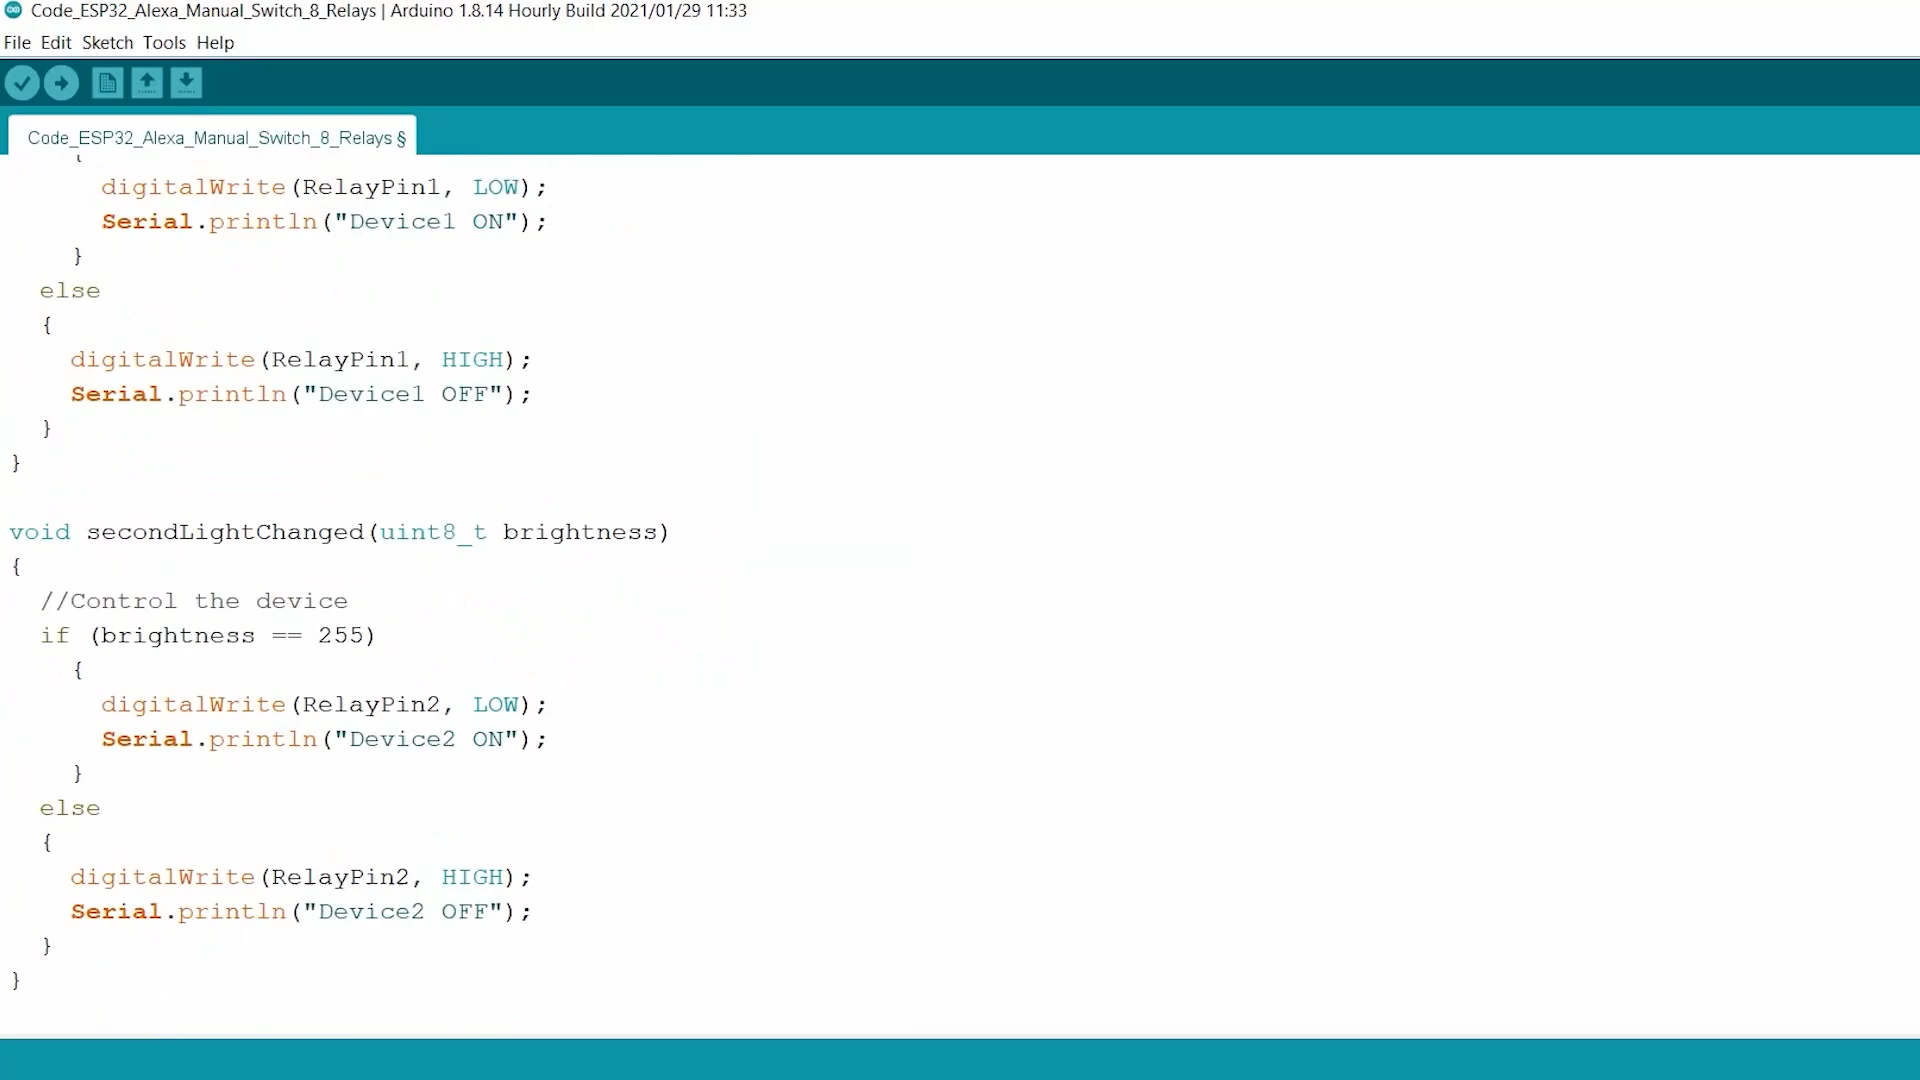 Code_ESP32_Alexa_Manual_Switch_8_Relays | Arduino 1.8.14 Hourly Build 2021/01/29 11:33
File Edit Sketch Tools Help
Code_ESP32_Alexa_Manual_Switch_8_Relays §
{
digitalWrite(RelayPin1, LOW);
Serial.println("Device1 ON");
}
else
{
digitalWrite(RelayPin1, HIGH);
Serial.println("Device1 OFF");
}
}
void secondLightChanged(uint8_t brightness)
{
//Control the device
if (brightness == 255)
{
digitalWrite(RelayPin2, LOW);
Serial.println("Device2 ON");
}
else
{
digitalWrite(RelayPin2, HIGH);
Serial.println("Device2 OFF");
}
}